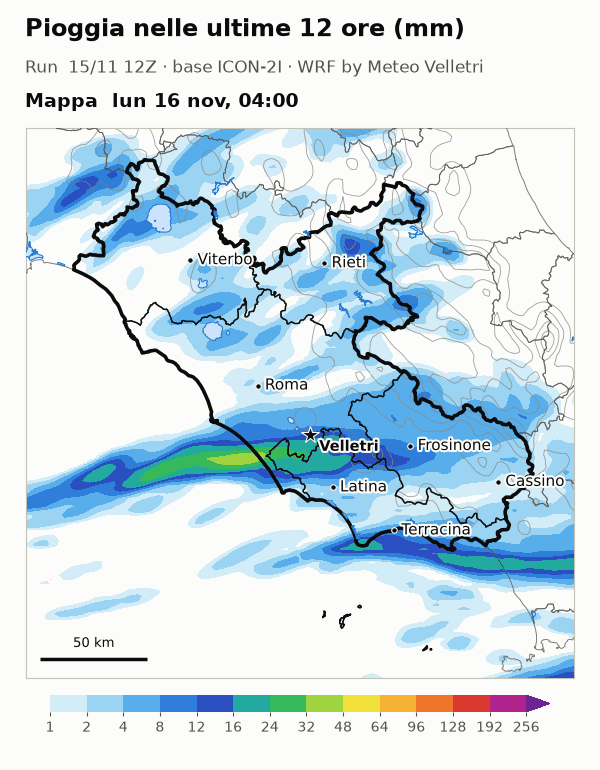 Pioggia nelle ultime 12 ore (mm)
Run 15/11 12Z · base ICON-2I · WRF by Meteo Velletri
Mappa lun 16 nov, 04:00
Viterbo
Rieti
Roma
Velletri
Frosinone
Latina
Cassino
Terracina
50 km
1 2 4 8 12 16 24 32 48 64 96 128 192 256